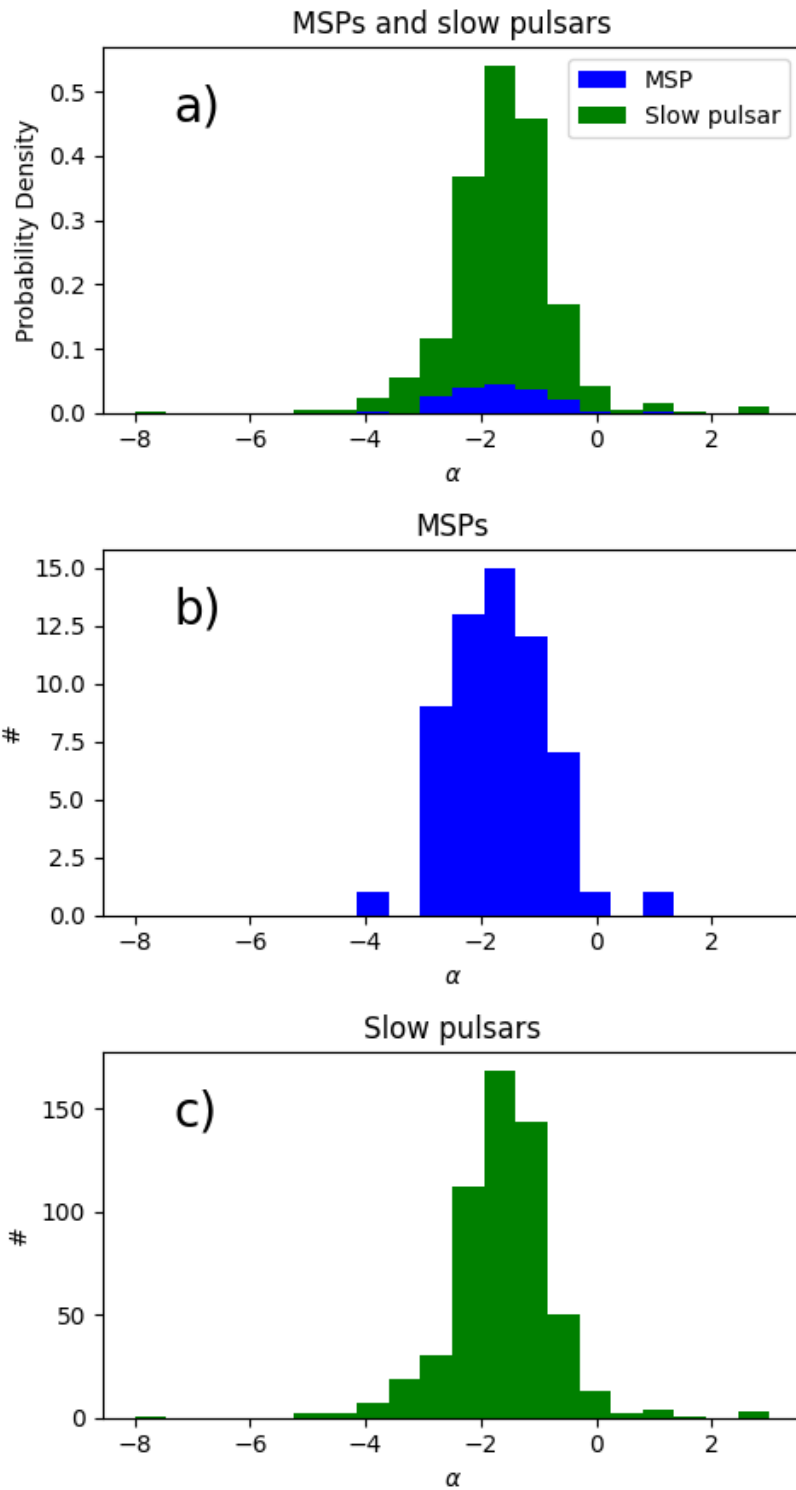 MSPs and slow pulsars
a)
MSP
Slow pulsar
Probability Density
0.5
0.4
0.3
0.2
0.1
0.0
−8 −6 −4 −2 0 2
α
MSPs
b)
#
15.0
12.5
10.0
7.5
5.0
2.5
0.0
−8 −6 −4 −2 0 2
α
Slow pulsars
c)
#
150
100
50
0
−8 −6 −4 −2 0 2
α